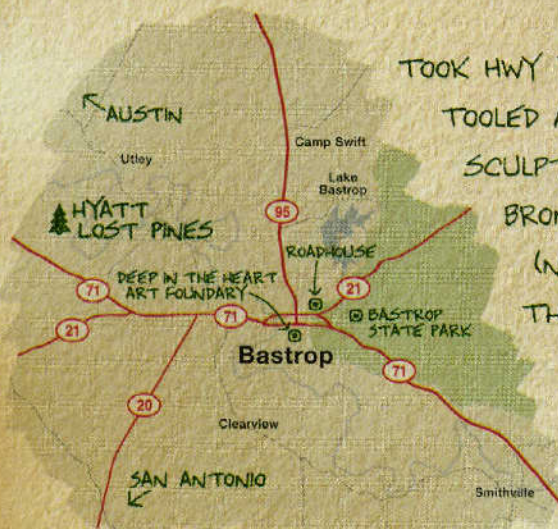 TOOK HWY
TOOLED
SCULPT
BRON
AUSTIN
Utley
Camp Swift
Lake
Bastrop
95
HYATT
LOST PINES
ROADHOUSE
DEEP IN THE HEART
ART FOUNDARY
71
21
71
21
BASTROP
STATE PARK
Bastrop
71
20
Clearview
SAN ANTONIO
Smithville